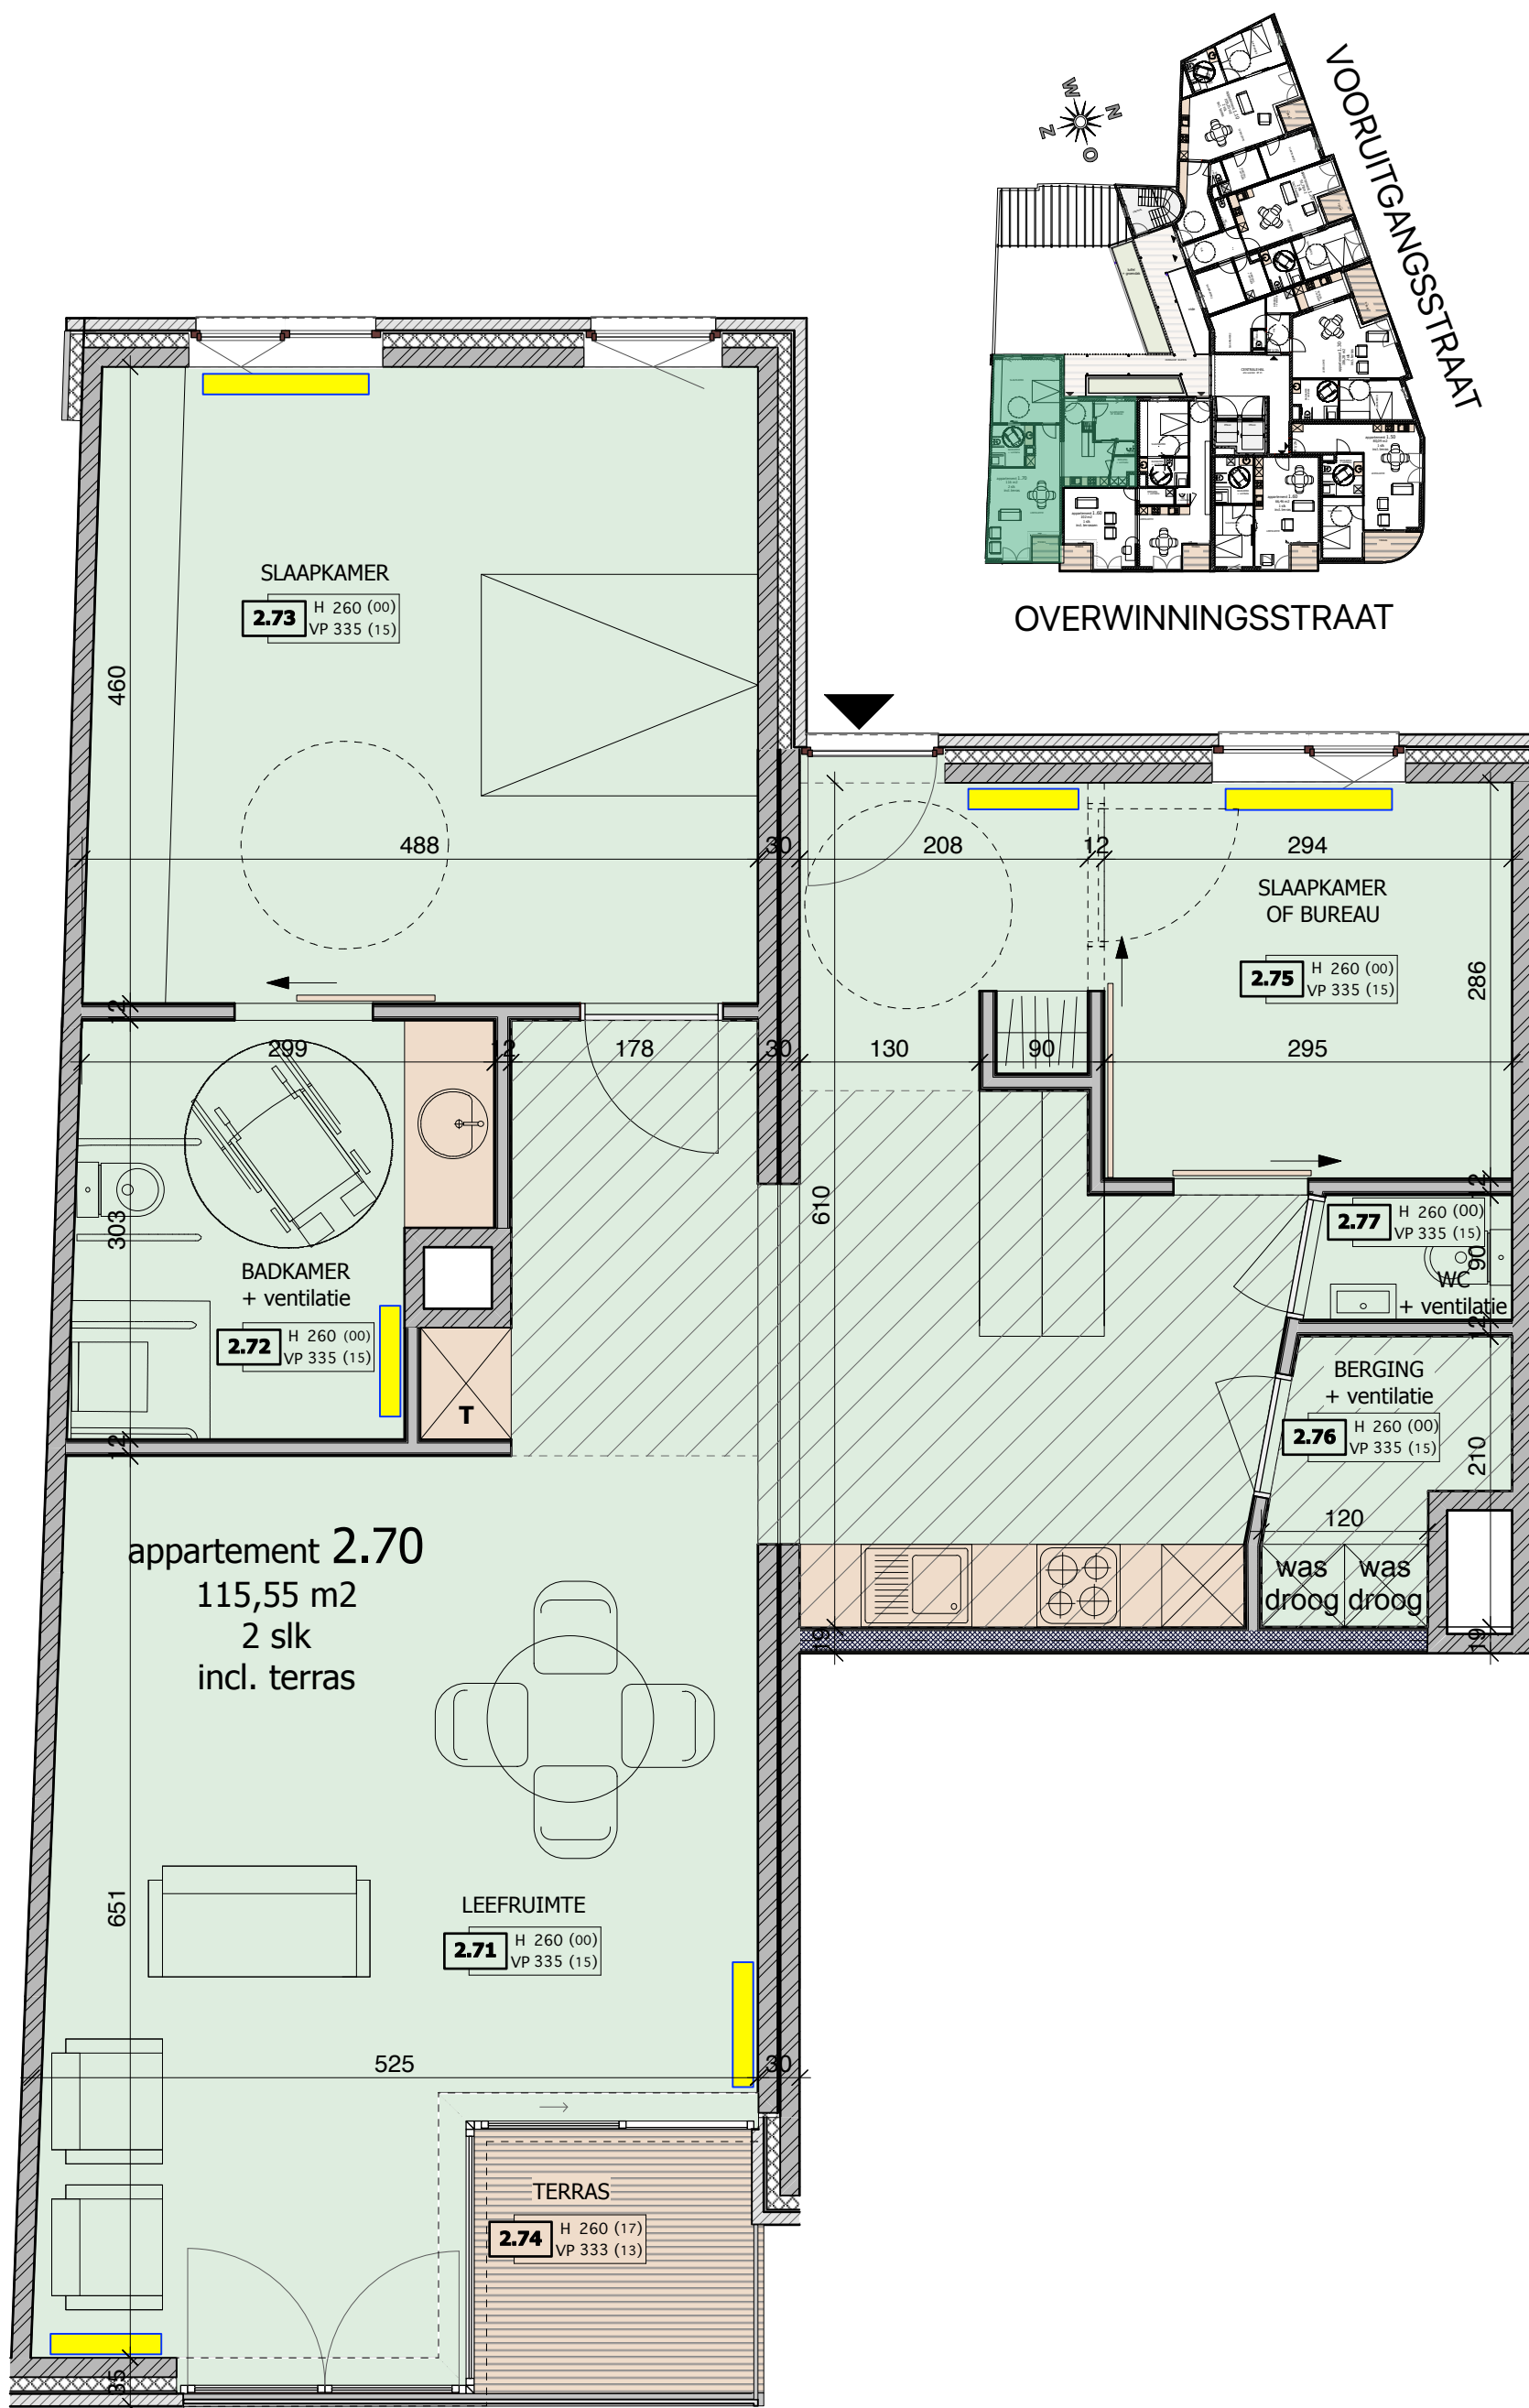 VOORUITGANGSSTRAAT
W
N
Z
O
OVERWINNINGSSTRAAT
SLAAPKAMER
2.73
H 260 (00)
VP 335 (15)
460
488
30
208
12
294
SLAAPKAMER
OF BUREAU
2.75
H 260 (00)
VP 335 (15)
286
12
299
12
178
30
130
90
295
303
610
BADKAMER
+ ventilatie
2.72
H 260 (00)
VP 335 (15)
T
12
12
2.77
H 260 (00)
VP 335 (15)
90
WC
+ ventilatie
12
BERGING
+ ventilatie
2.76
H 260 (00)
VP 335 (15)
210
120
was
droog
was
droog
19
19
appartement 2.70
115,55 m2
2 slk
incl. terras
651
LEEFRUIMTE
2.71
H 260 (00)
VP 335 (15)
525
30
TERRAS
2.74
H 260 (17)
VP 333 (13)
35